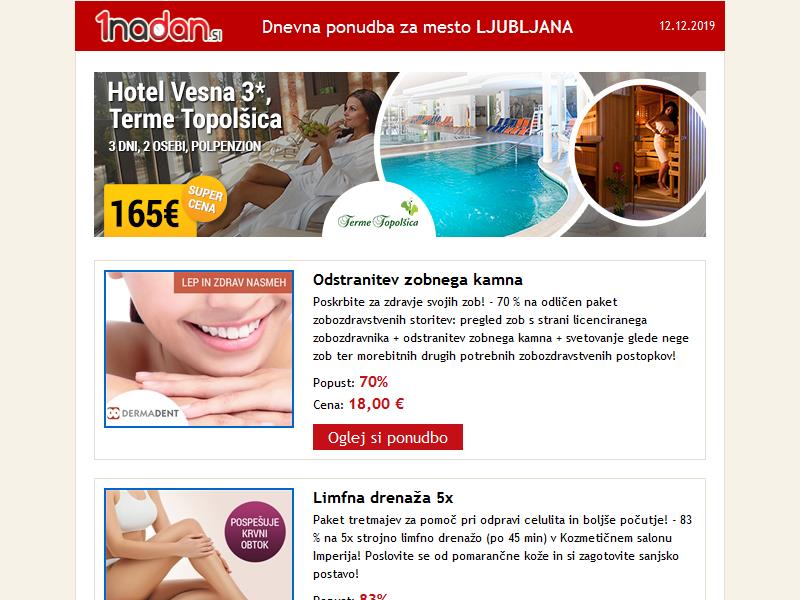 1nadan.si
Dnevna ponudba za mesto LJUBLJANA
12.12.2019
Hotel Vesna 3*,
Terme Topolšica
3 DNI, 2 OSEBI, POLPENZION
165€
SUPER
CENA
Terme Topolšica
LEP IN ZDRAV NASMEH
DERMADENT
Odstranitev zobnega kamna
Poskrbite za zdravje svojih zob! - 70 % na odličen paket
zobozdravstvenih storitev: pregled zob s strani licenciranega
zobozdravnika + odstranitev zobnega kamna + svetovanje glede nege
zob ter morebitnih drugih potrebnih zobozdravstvenih postopkov!
Popust: 70%
Cena: 18,00 €
Oglej si ponudbo
POSPEŠUJE
KRVNI
OBTOK
Limfna drenaža 5x
Paket tretmajev za pomoč pri odpravi celulita in boljše počutje! - 83
% na 5x strojno limfno drenažo (po 45 min) v Kozmetičnem salonu
Imperija! Poslovite se od pomarančne kože in si zagotovite sanjsko
postavo!
Popust: 83%